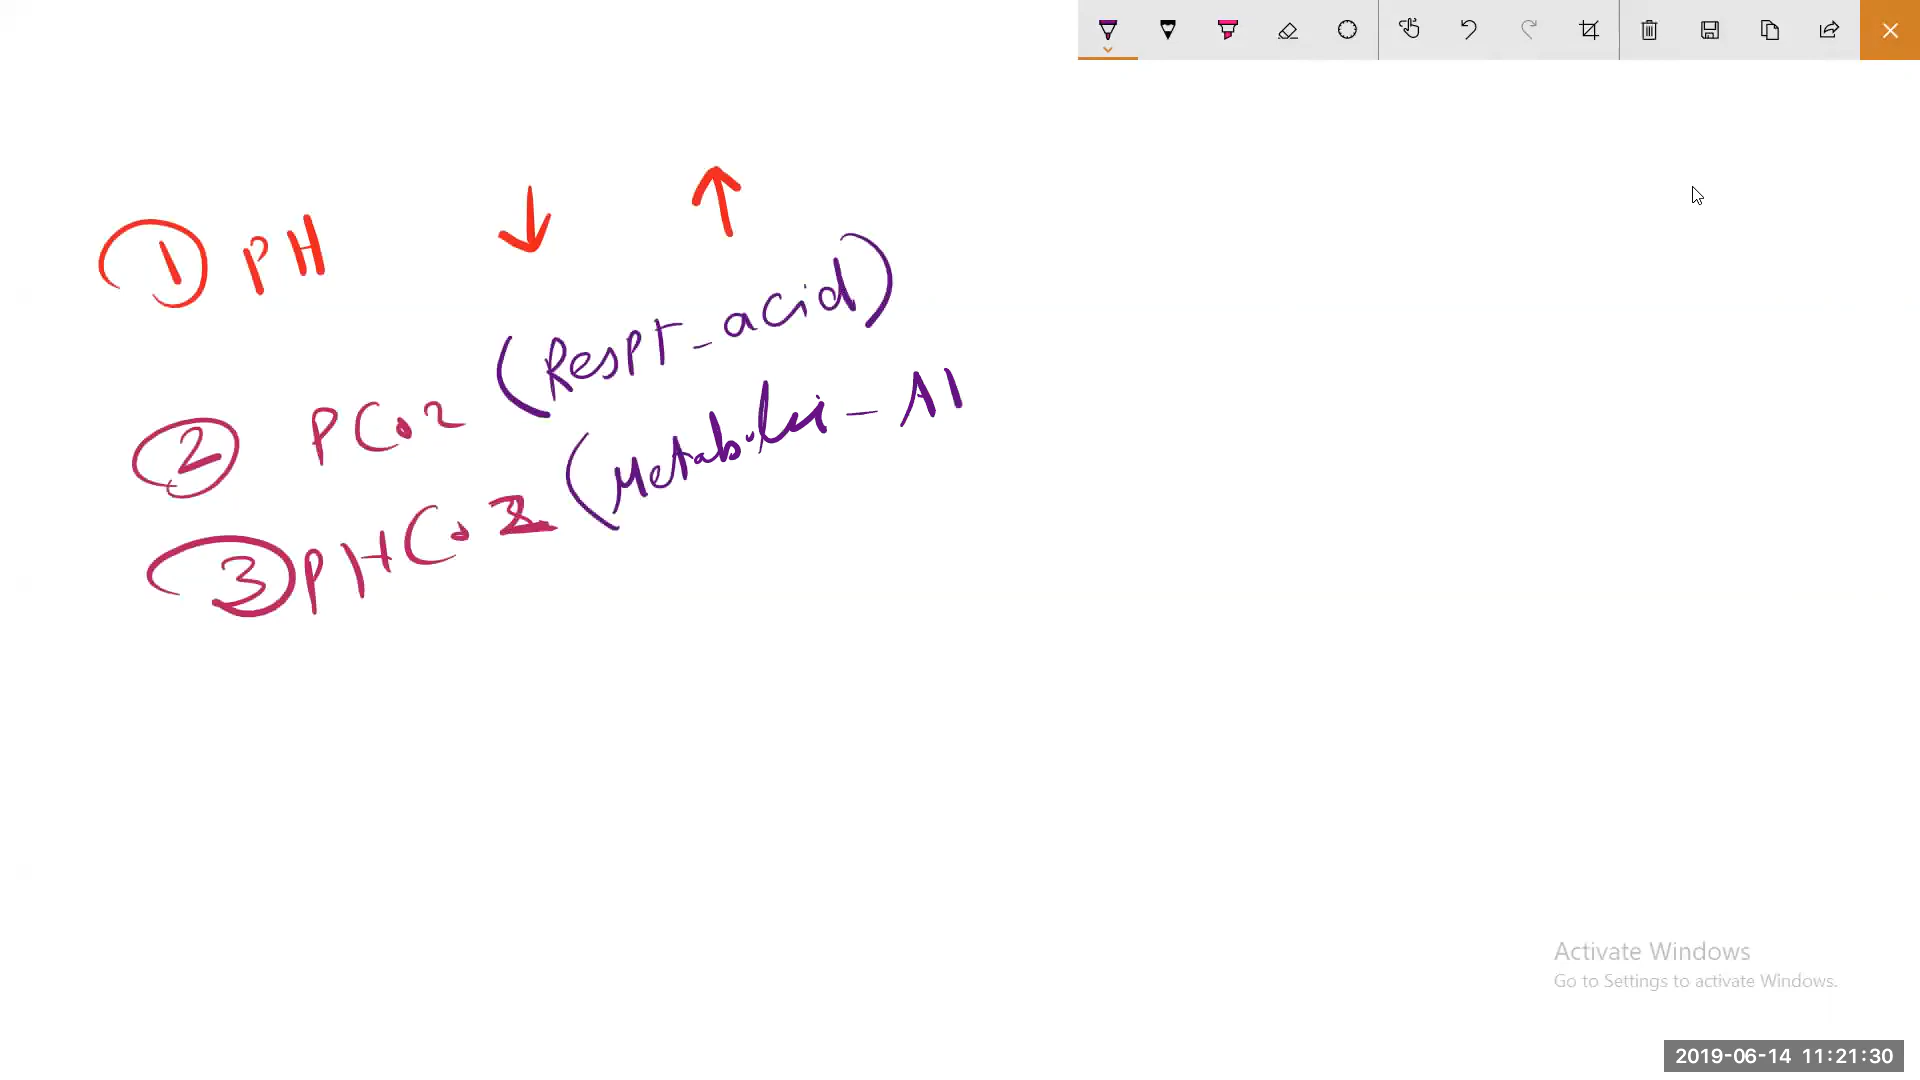 ① PH ↓ ↑
② PCo2 (Respt-acid)
③ PHCo3 (Metabolic - Al
Activate Windows
Go to Settings to activate Windows.
2019-06-14 11:21:30